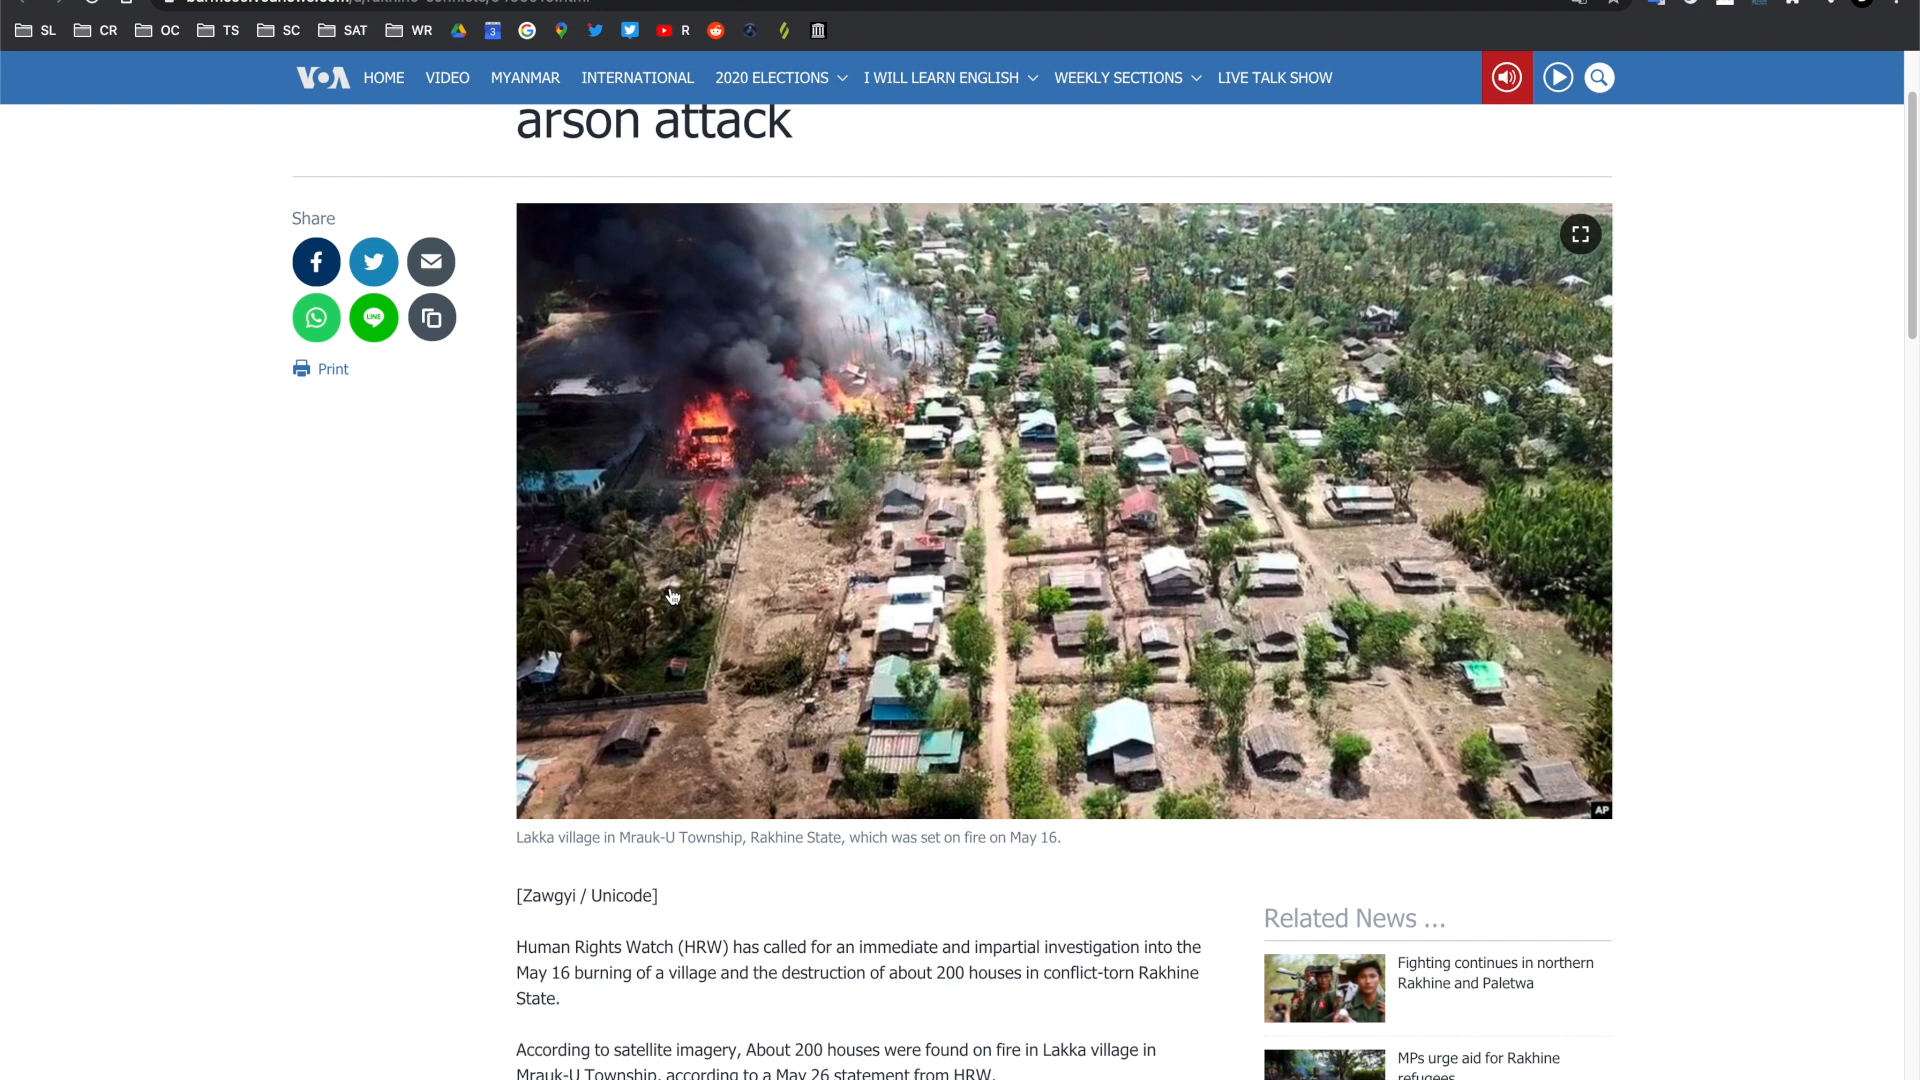 SL CR OC TS SC SAT WR R
VOA HOME VIDEO MYANMAR INTERNATIONAL 2020 ELECTIONS I WILL LEARN ENGLISH WEEKLY SECTIONS LIVE TALK SHOW
arson attack
Share
LINE
Print
AP
Lakka village in Mrauk-U Township, Rakhine State, which was set on fire on May 16.
[Zawgyi / Unicode]
Human Rights Watch (HRW) has called for an immediate and impartial investigation into the
May 16 burning of a village and the destruction of about 200 houses in conflict-torn Rakhine
State.
According to satellite imagery, About 200 houses were found on fire in Lakka village in
Mrauk-U Township, according to a May 26 statement from HRW.
Related News ...
Fighting continues in northern
Rakhine and Paletwa
MPs urge aid for Rakhine
refugees